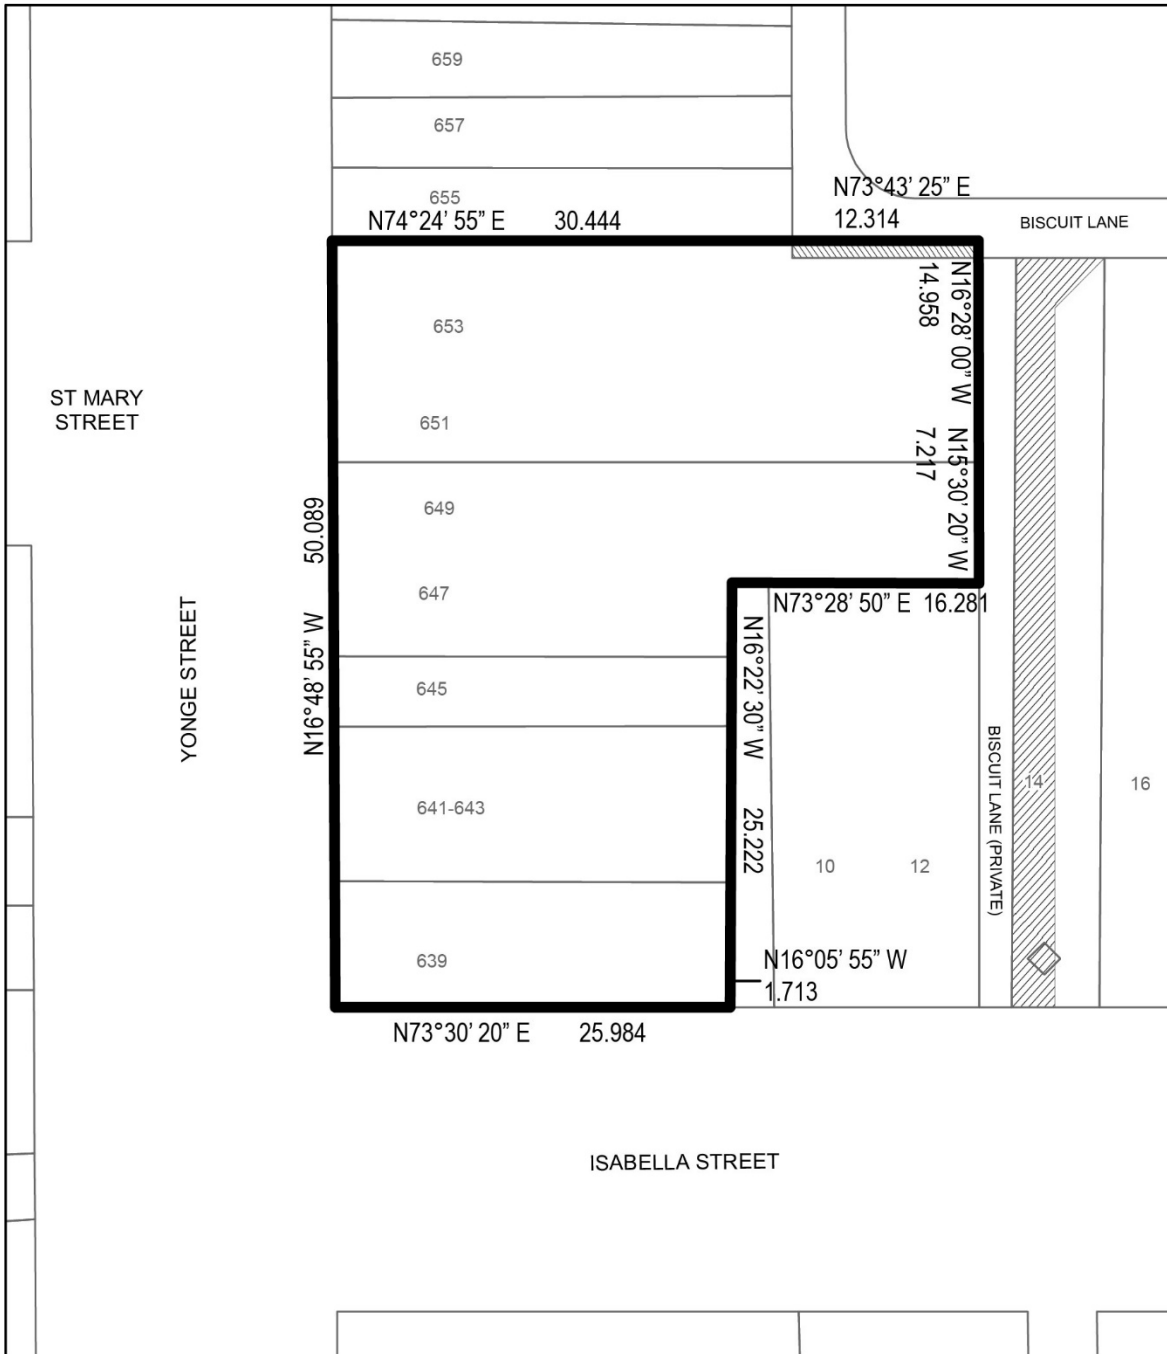 659
657
655
N74°24’ 55” E 30.444
N73°43’ 25” E
12.314
BISCUIT LANE
N16°28’ 00” W
14.958
653
ST MARY
STREET
651
N15°30’ 20” W
7.217
649
647
N73°28’ 50” E 16.281
N16°48’ 55” W 50.089
YONGE STREET
645
N16°22’ 30” W 25.222
BISCUIT LANE (PRIVATE)
14
16
641-643
10
12
639
N16°05’ 55” W
1.713
N73°30’ 20” E 25.984
ISABELLA STREET